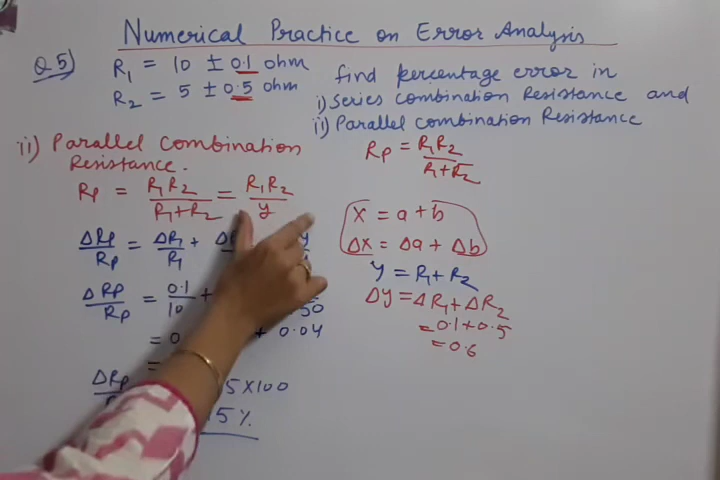 Numerical Practice on Error Analysis
Q 5) R₁ = 10 ± 0.1 ohm
R₂ = 5 ± 0.5 ohm
find percentage error in
i) Series combination Resistance and
ii) Parallel combination Resistance
ii) Parallel Combination
Resistance.
Rp = R₁R₂ / R₁+R₂ = R₁R₂ / y
ΔRp / Rp = ΔR₁ / R₁ +
ΔRp / Rp = 0.1 / 10 +
= 0 + 0.04
=
ΔRp 5 × 100
5 %
Rp = R₁R₂ / R₁+R₂
x = a + b
Δx = Δa + Δb
y = R₁ + R₂
Δy = ΔR₁ + ΔR₂
= 0.1 + 0.5
= 0.6